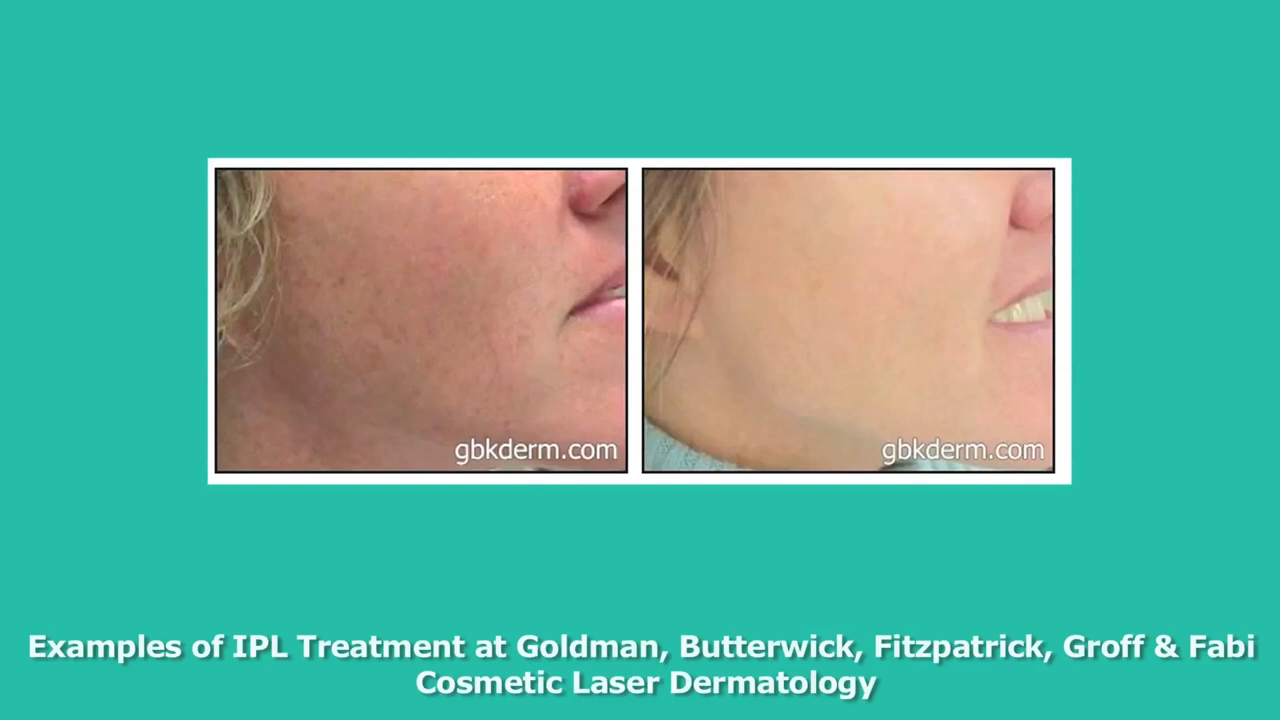 gbkderm.com
gbkderm.com
Examples of IPL Treatment at Goldman, Butterwick, Fitzpatrick, Groff & Fabi
Cosmetic Laser Dermatology